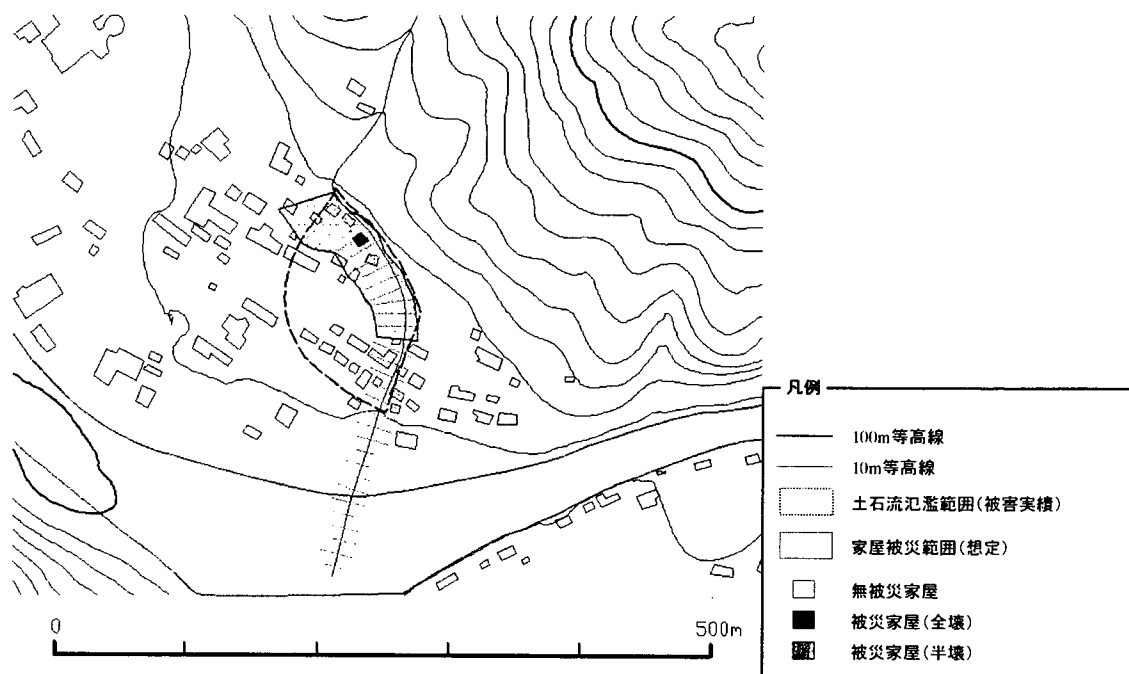 凡例
100m等高線
10m等高線
土石流氾濫範囲(被害実績)
家屋被災範囲(想定)
無被災家屋
被災家屋(全壊)
被災家屋(半壊)
0
500m